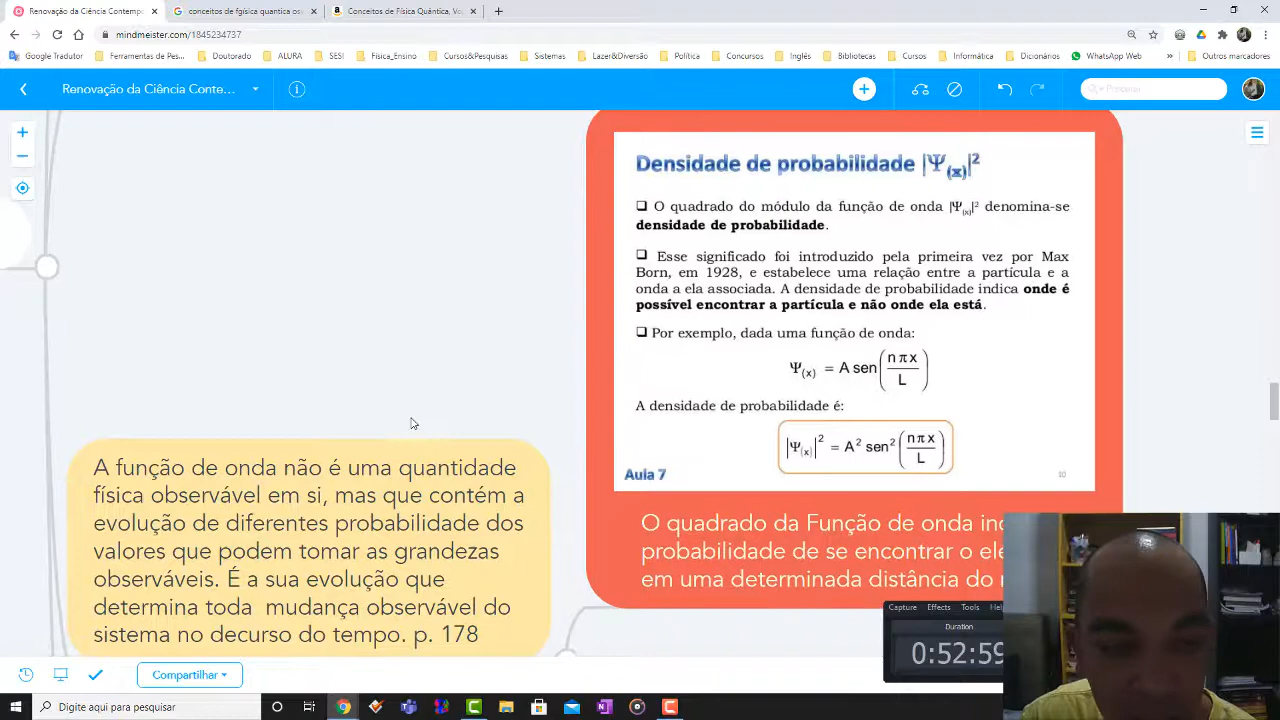 Renovação da Ciência Contemp
conceitos de fgisica quantica ose
Conceitos de Física Quântica, Vo
mindmeister.com/1845234737
Google Tradutor
Ferramentas de Pes...
Doutorado
ALURA
SESI
Física_Ensino
Cursos&Pesquisas
Sistemas
Lazer&Diversão
Política
Concursos
Inglês
Bibliotecas
Cursos
Informática
Dicionários
WhatsApp Web
Outros marcadores
Renovação da Ciência Conte...
Procurar
Densidade de probabilidade |Ψ(x)|²
O quadrado do módulo da função de onda |Ψ(x)|² denomina-se
densidade de probabilidade.
Esse significado foi introduzido pela primeira vez por Max
Born, em 1928, e estabelece uma relação entre a partícula e a
onda a ela associada. A densidade de probabilidade indica onde é
possível encontrar a partícula e não onde ela está.
Por exemplo, dada uma função de onda:
Ψ(x) = A sen(nπx/L)
A densidade de probabilidade é:
|Ψ(x)|² = A² sen²(nπx/L)
Aula 7
10
A função de onda não é uma quantidade
física observável em si, mas que contém a
evolução de diferentes probabilidade dos
valores que podem tomar as grandezas
observáveis. É a sua evolução que
determina toda mudança observável do
sistema no decurso do tempo. p. 178
O quadrado da Função de onda in
probabilidade de se encontrar o el
em uma determinada distância do
Capture Effects Tools Hel
Duration
0:52:59
Compartilhar
Digite aqui para pesquisar